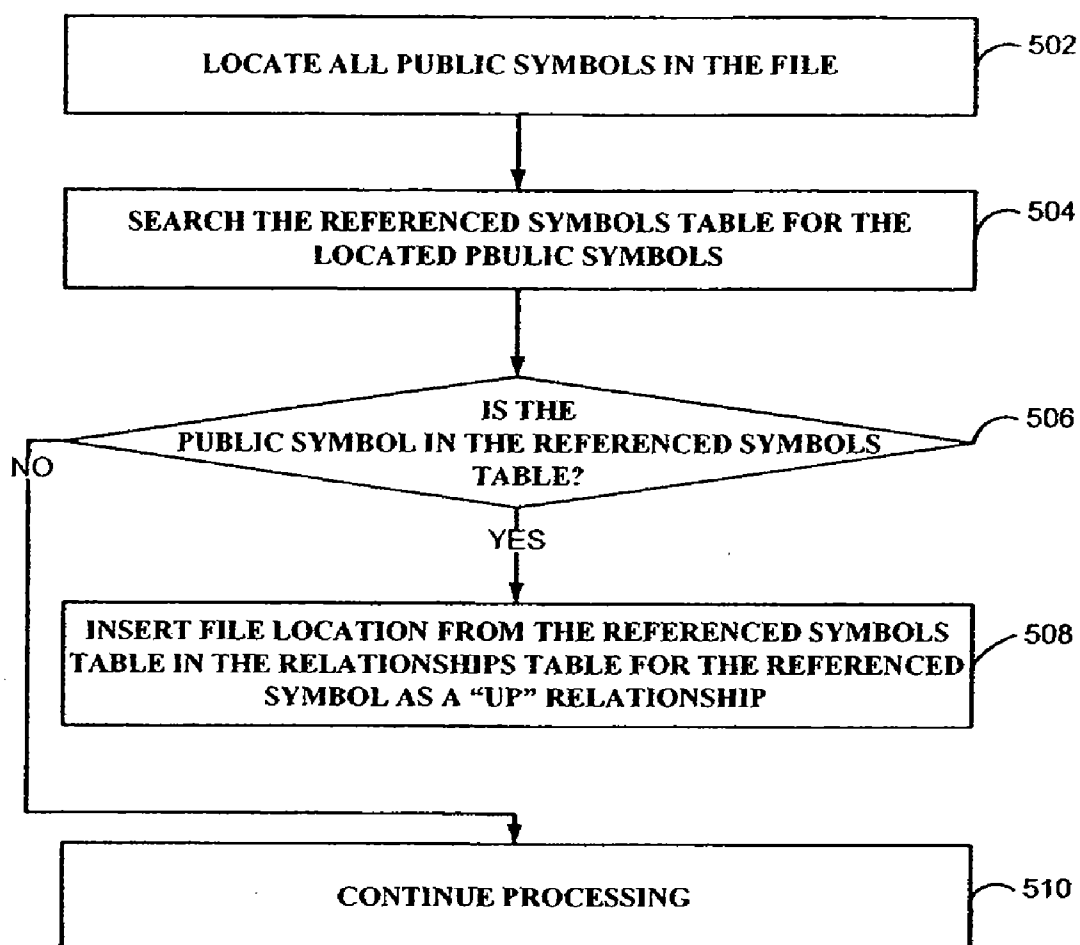 LOCATE ALL PUBLIC SYMBOLS IN THE FILE
502
SEARCH THE REFERENCED SYMBOLS TABLE FOR THE
LOCATED PBULIC SYMBOLS
504
IS THE
PUBLIC SYMBOL IN THE REFERENCED SYMBOLS
TABLE?
506
NO
YES
INSERT FILE LOCATION FROM THE REFERENCED SYMBOLS
TABLE IN THE RELATIONSHIPS TABLE FOR THE REFERENCED
SYMBOL AS A “UP” RELATIONSHIP
508
CONTINUE PROCESSING
510